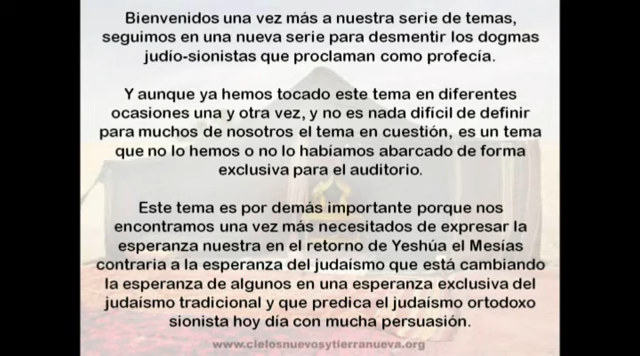 Bienvenidos una vez más a nuestra serie de temas,
seguimos en una nueva serie para desmentir los dogmas
judío-sionistas que proclaman como profecía.
Y aunque ya hemos tocado este tema en diferentes
ocasiones una y otra vez, y no es nada difícil de definir
para muchos de nosotros el tema en cuestión, es un tema
que no lo hemos o no lo habíamos abarcado de forma
exclusiva para el auditorio.
Este tema es por demás importante porque nos
encontramos una vez más necesitados de expresar la
esperanza nuestra en el retorno de Yeshúa el Mesías
contraria a la esperanza del judaísmo que está cambiando
la esperanza de algunos en una esperanza exclusiva del
judaísmo tradicional y que predica el judaísmo ortodoxo
sionista hoy día con mucha persuasión.
www.cielosnuevosytierranueva.org